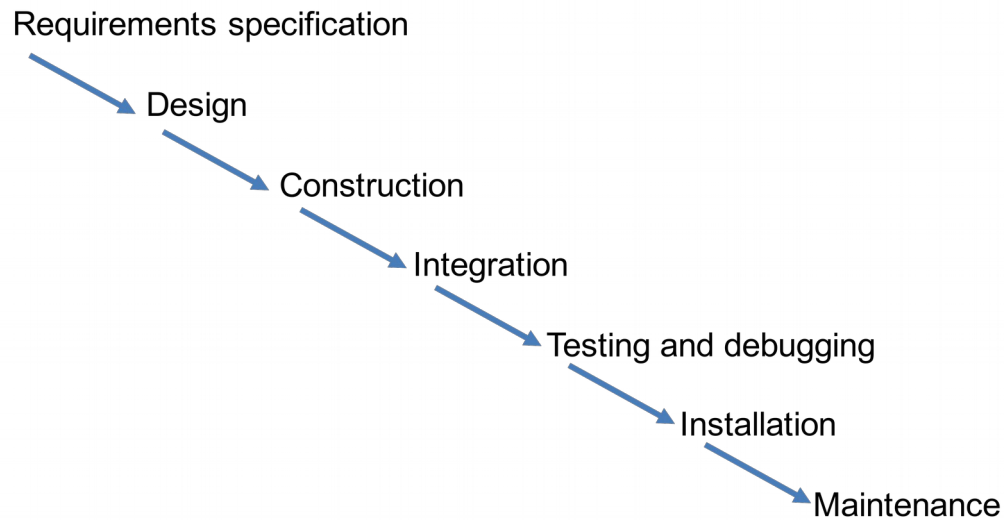 Requirements specification
Design
Construction
Integration
Testing and debugging
Installation
Maintenance